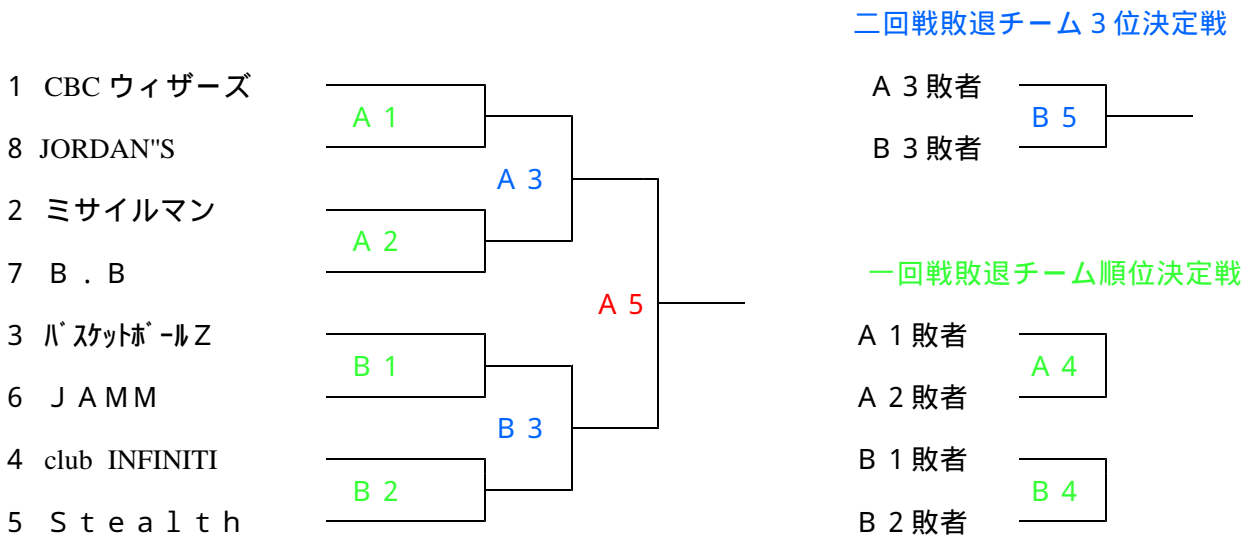 二回戦敗退チーム３位決定戦
1 CBC ウィザーズ
A 1
8 JORDAN"S
A 3
2 ミサイルマン
A 2
7 Ｂ．Ｂ
A 5
3 ﾊﾞｽｹｯﾄﾎﾞｰﾙＺ
B 1
6 ＪＡＭＭ
B 3
4 club INFINITI
B 2
5 Ｓｔｅａｌｔｈ
A 3敗者
B 5
B 3敗者
一回戦敗退チーム順位決定戦
A 1敗者
A 4
A 2敗者
B 1敗者
B 4
B 2敗者